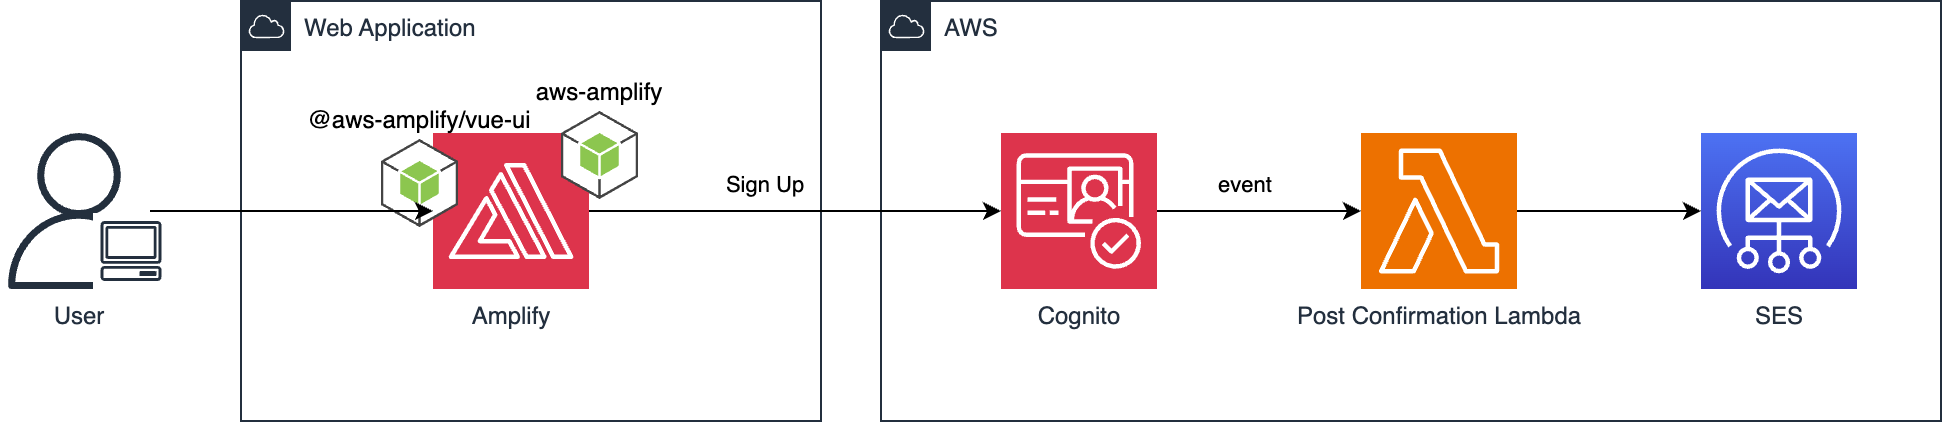 Web Application
AWS
aws-amplify
@aws-amplify/vue-ui
Sign Up
event
User
Amplify
Cognito
Post Confirmation Lambda
SES